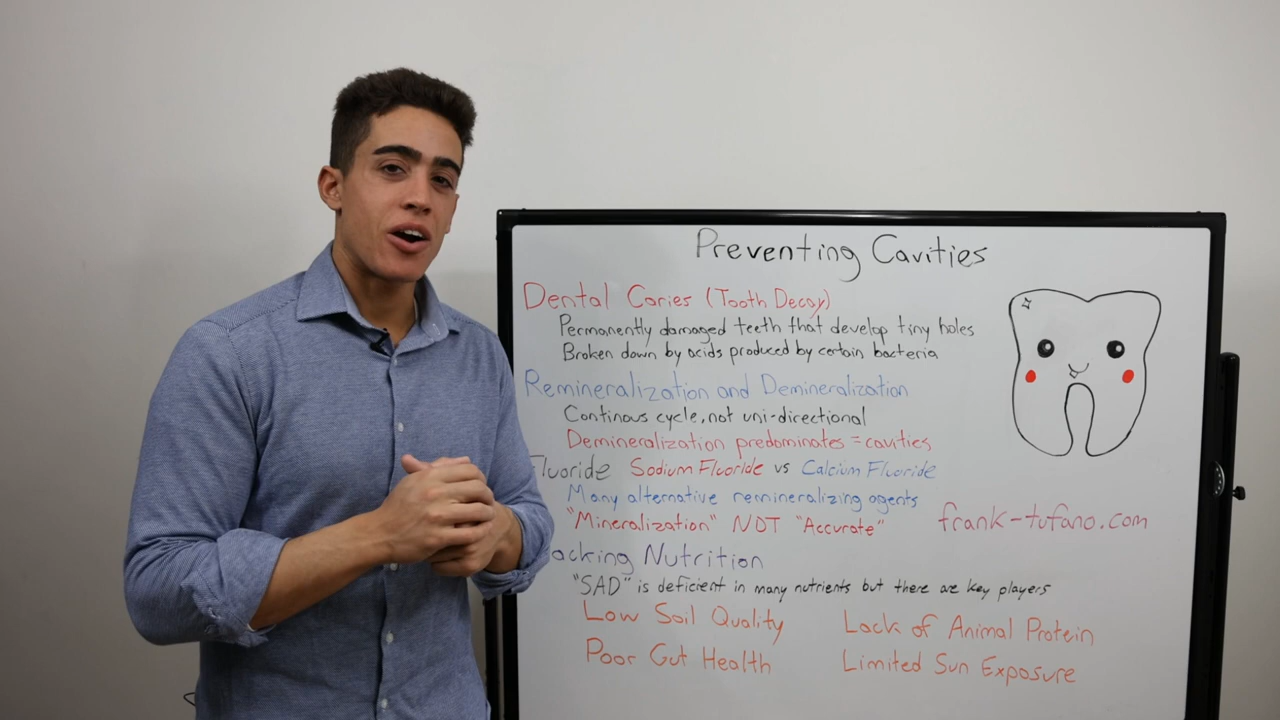 Preventing Cavities
Dental Caries (Tooth Decay)
Permanently damaged teeth that develop tiny holes
Broken down by acids produced by certain bacteria
Remineralization and Demineralization
Continous cycle, not uni-directional
Demineralization predominates = cavities
Fluoride Sodium Fluoride vs Calcium Fluoride
Many alternative remineralizing agents
"Mineralization" NOT "Accurate"
frank-tufano.com
acking Nutrition
"SAD" is deficient in many nutrients but there are key players
Low Soil Quality Lack of Animal Protein
Poor Gut Health Limited Sun Exposure